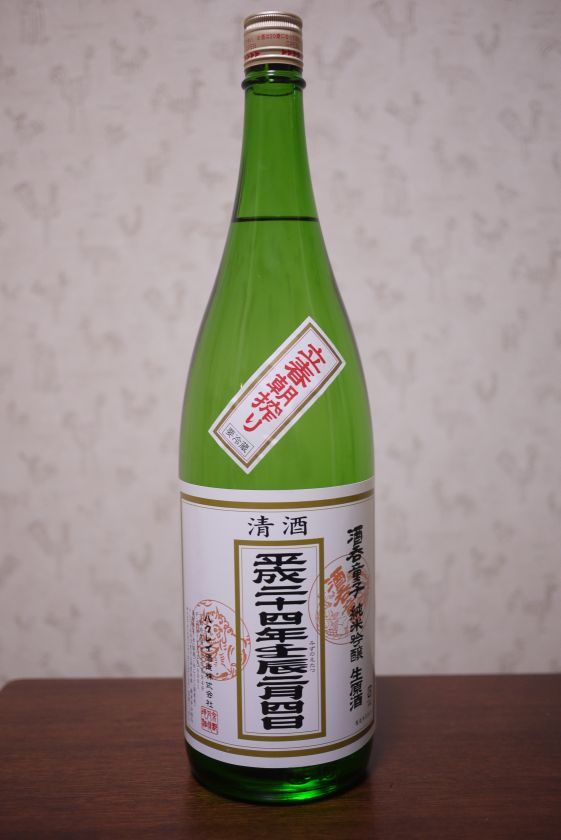 立春朝搾り
要冷蔵
清酒
酒呑童子 純米吟醸 生原酒
平成二十四年壬辰二月四日
みずのえたつ
ハクレイ酒造株式会社